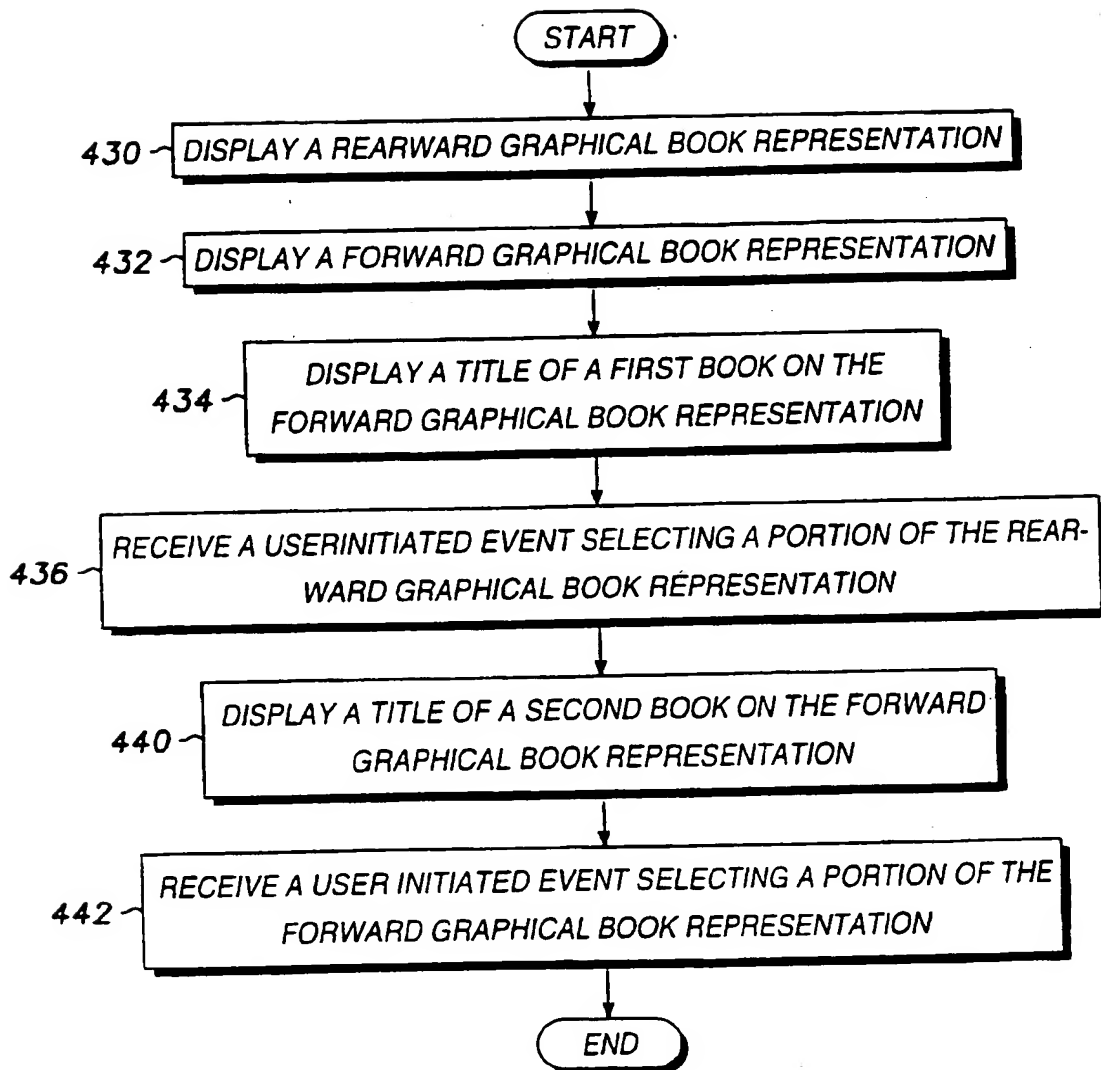 START
430 DISPLAY A REARWARD GRAPHICAL BOOK REPRESENTATION
432 DISPLAY A FORWARD GRAPHICAL BOOK REPRESENTATION
DISPLAY A TITLE OF A FIRST BOOK ON THE
434
FORWARD GRAPHICAL BOOK REPRESENTATION
RECEIVE A USERINITIATED EVENT SELECTING A PORTION OF THE REAR-
436
WARD GRAPHICAL BOOK REPRESENTATION
DISPLAY A TITLE OF A SECOND BOOK ON THE FORWARD
440
GRAPHICAL BOOK REPRESENTATION
RECEIVE A USER INITIATED EVENT SELECTING A PORTION OF THE
442
FORWARD GRAPHICAL BOOK REPRESENTATION
END